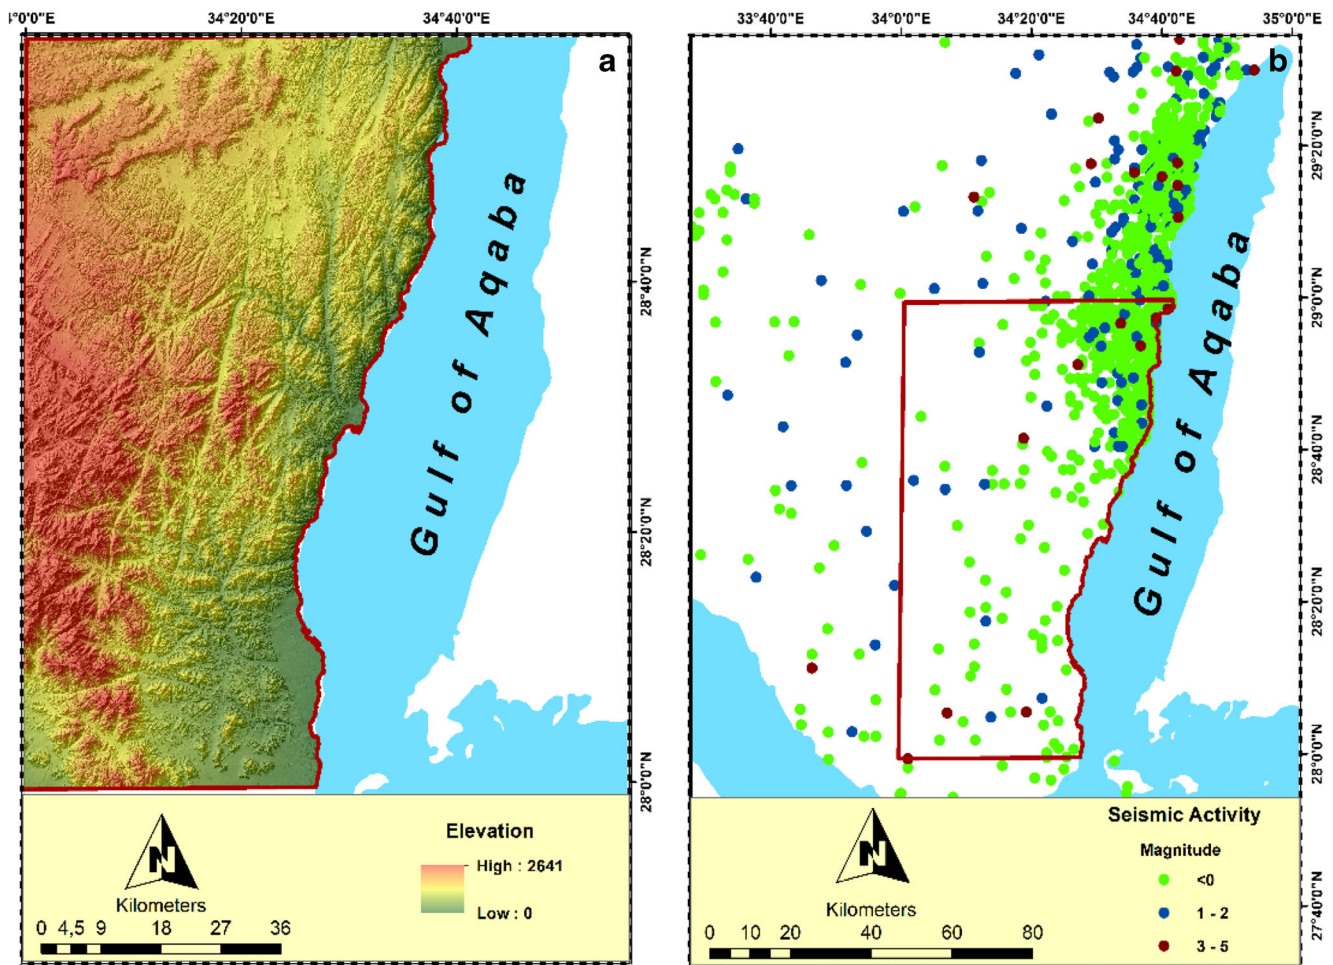 4°0'0"E 34°20'0"E 34°40'0"E
a
Gulf of Aqaba
28°40'0"N
28°20'0"N
28°0'0"N
N
Kilometers
0 4,5 9 18 27 36
Elevation
High : 2641
Low : 0
33°40'0"E 34°0'0"E 34°20'0"E 34°40'0"E 35°0'0"E
b
Gulf of Aqaba
29°20'0"N
29°0'0"N
28°40'0"N
28°20'0"N
28°0'0"N
27°40'0"N
N
Kilometers
0 10 20 40 60 80
Seismic Activity
Magnitude
<0
1 - 2
3 - 5